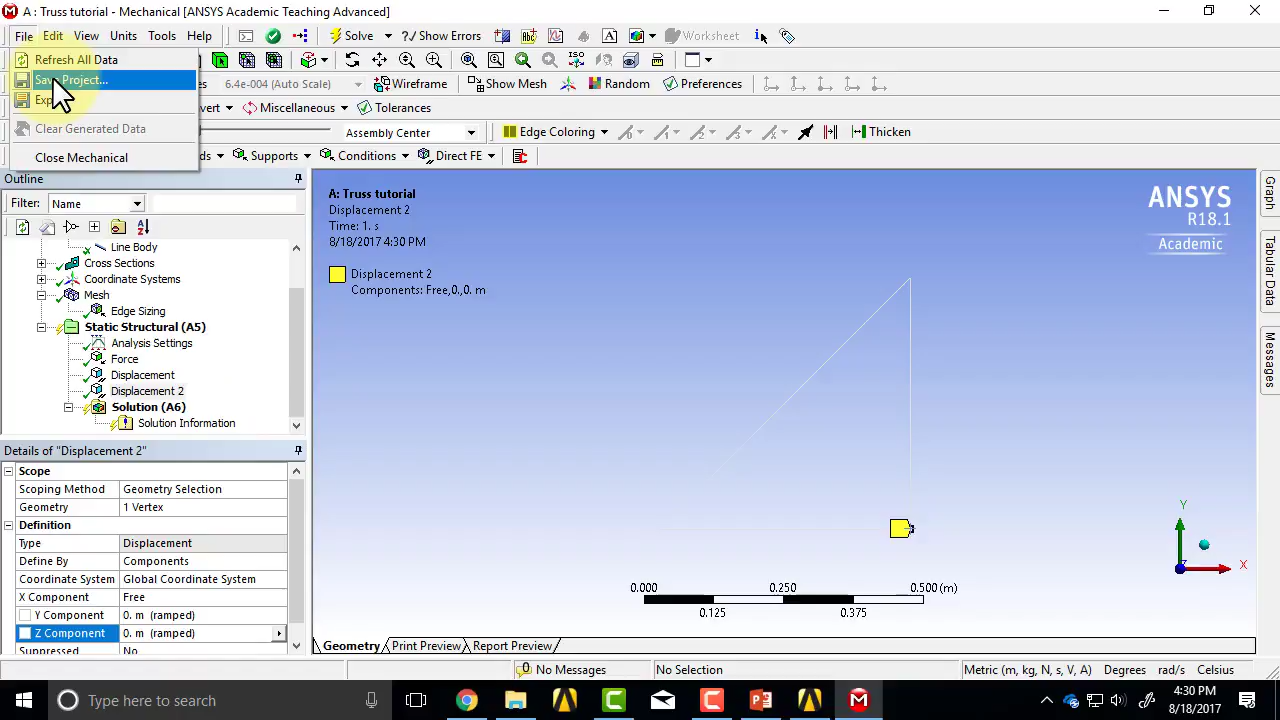 A : Truss tutorial - Mechanical [ANSYS Academic Teaching Advanced]
File Edit View Units Tools Help Solve Show Errors Worksheet
Refresh All Data
Save Project...
Clear Generated Data
Close Mechanical
6.4e-004 (Auto Scale) Wireframe Show Mesh Random Preferences
Miscellaneous Tolerances
Assembly Center Edge Coloring Thicken
Supports Conditions Direct FE
Outline
Filter: Name
Line Body
Cross Sections
Coordinate Systems
Mesh
Edge Sizing
Static Structural (A5)
Analysis Settings
Force
Displacement
Displacement 2
Solution (A6)
Solution Information
Details of "Displacement 2"
Scope
Scoping Method Geometry Selection
Geometry 1 Vertex
Definition
Type Displacement
Define By Components
Coordinate System Global Coordinate System
X Component Free
Y Component 0. m (ramped)
Z Component 0. m (ramped)
Suppressed No
A: Truss tutorial
Displacement 2
Time: 1. s
8/18/2017 4:30 PM
Displacement 2
Components: Free,0.,0. m
ANSYS
R18.1
Academic
Y
X
0.000 0.250 0.500 (m)
0.125 0.375
Geometry Print Preview Report Preview
Graph
Tabular Data
Messages
0 No Messages No Selection Metric (m, kg, N, s, V, A) Degrees rad/s Celsius
Type here to search
4:30 PM
8/18/2017